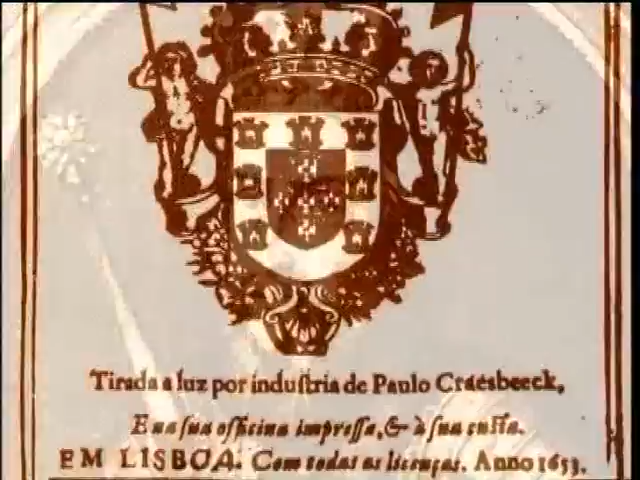 Tirada a luz por induſtria de Paulo Craesbeeck,
E na ſua officina impreſſa, & à ſua cuſta.
EM LISBOA. Com todas as licenças. Anno 1653.